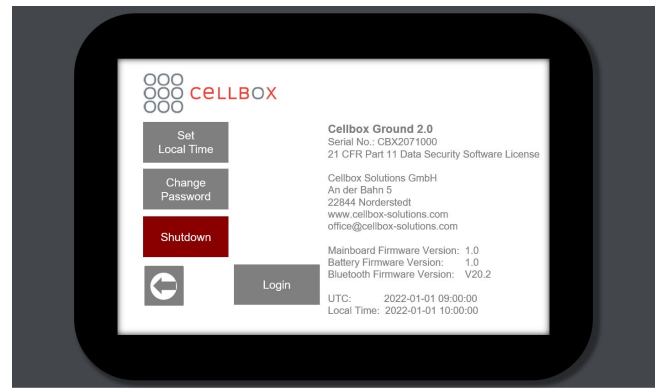 CELLBOX
Set
Local Time
Change
Password
Shutdown
Login
Cellbox Ground 2.0
Serial No.: CBX2071000
21 CFR Part 11 Data Security Software License
Cellbox Solutions GmbH
An der Bahn 5
22844 Norderstedt
www.cellbox-solutions.com
office@cellbox-solutions.com
Mainboard Firmware Version: 1.0
Battery Firmware Version: 1.0
Bluetooth Firmware Version: V20.2
UTC: 2022-01-01 09:00:00
Local Time: 2022-01-01 10:00:00